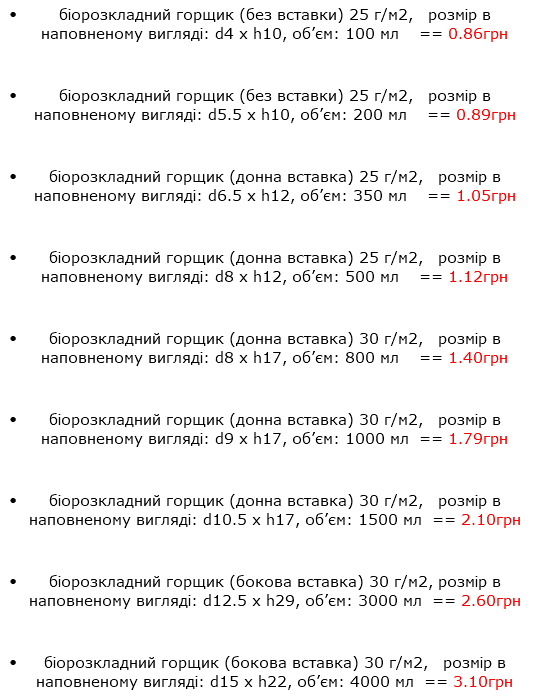 • біорозкладний горщик (без вставки) 25 г/м2, розмір в
наповненому вигляді: d4 x h10, об’єм: 100 мл == 0.86грн
• біорозкладний горщик (без вставки) 25 г/м2, розмір в
наповненому вигляді: d5.5 x h10, об’єм: 200 мл == 0.89грн
• біорозкладний горщик (донна вставка) 25 г/м2, розмір в
наповненому вигляді: d6.5 x h12, об’єм: 350 мл == 1.05грн
• біорозкладний горщик (донна вставка) 25 г/м2, розмір в
наповненому вигляді: d8 x h12, об’єм: 500 мл == 1.12грн
• біорозкладний горщик (донна вставка) 30 г/м2, розмір в
наповненому вигляді: d8 x h17, об’єм: 800 мл == 1.40грн
• біорозкладний горщик (донна вставка) 30 г/м2, розмір в
наповненому вигляді: d9 x h17, об’єм: 1000 мл == 1.79грн
• біорозкладний горщик (донна вставка) 30 г/м2, розмір в
наповненому вигляді: d10.5 x h17, об’єм: 1500 мл == 2.10грн
• біорозкладний горщик (бокова вставка) 30 г/м2, розмір в
наповненому вигляді: d12.5 x h29, об’єм: 3000 мл == 2.60грн
• біорозкладний горщик (бокова вставка) 30 г/м2, розмір в
наповненому вигляді: d15 x h22, об’єм: 4000 мл == 3.10грн